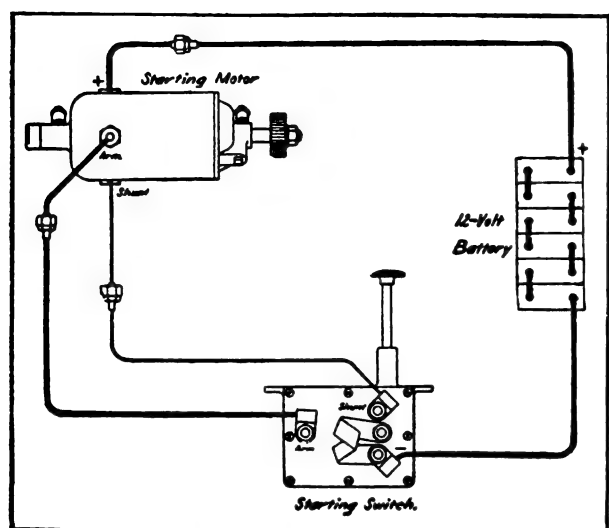 +
Starting Motor
Arm.
Shunt
+
12-Volt
Battery
Shunt
Arm.
-
Starting Switch.